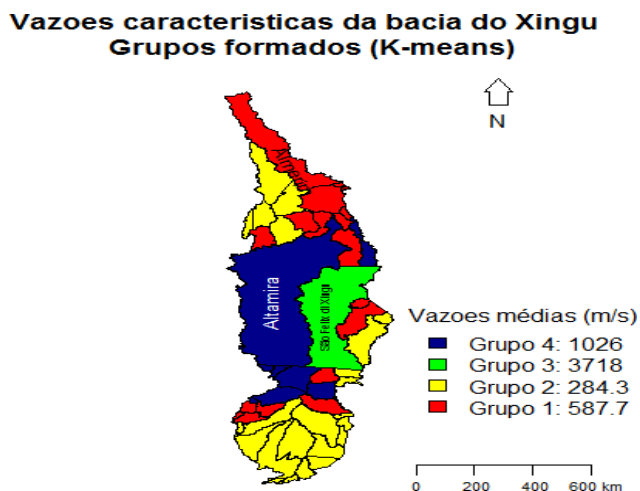 Vazoes caracteristicas da bacia do Xingu
Grupos formados (K-means)
N
Altamira
São Felix di Xingu
Vazoes médias (m/s)
Grupo 4: 1026
Grupo 3: 3718
Grupo 2: 284.3
Grupo 1: 587.7
0 200 400 600 km